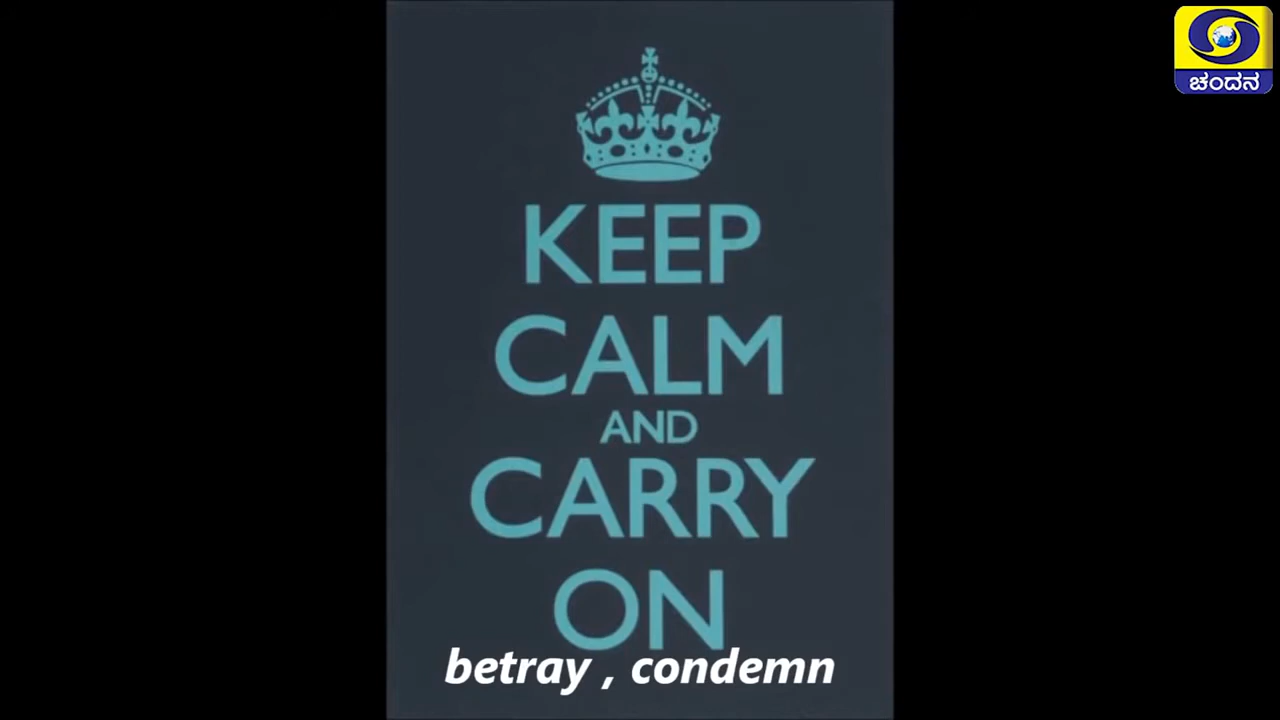 ಚಂದನ
KEEP
CALM
AND
CARRY
ON
betray , condemn